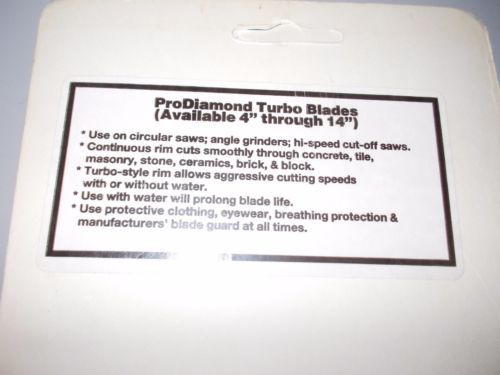 ProDiamond Turbo Blades
(Available 4" through 14")
* Use on circular saws; angle grinders; hi-speed cut-off saws.
* Continuous rim cuts smoothly through concrete, tile,
masonry, stone, ceramics, brick, & block.
* Turbo-style rim allows aggressive cutting speeds
with or without water.
* Use with water will prolong blade life.
* Use protective clothing, eyewear, breathing protection &
manufacturers' blade guard at all times.